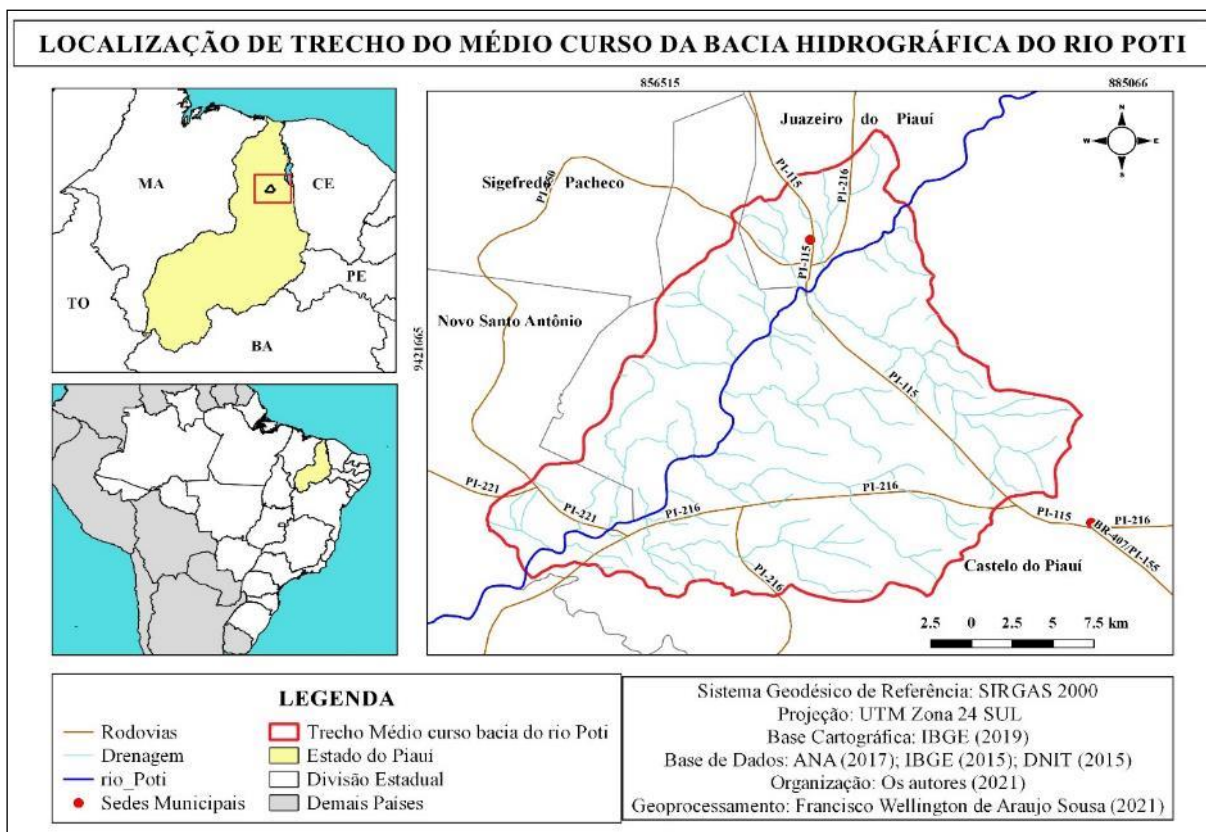 LOCALIZAÇÃO DE TRECHO DO MÉDIO CURSO DA BACIA HIDROGRÁFICA DO RIO POTI
MA
CE
PE
TO
BA
856515
885066
9421665
N
W E
S
Juazeiro do Piauí
Sigefredo Pacheco
Novo Santo Antônio
Castelo do Piauí
PI-115
PI-216
PI-115
PI-115
PI-221
PI-221
PI-216
PI-216
PI-216
PI-115
PI-216
BR-407/PI-155
2.5 0 2.5 5 7.5 km
LEGENDA
Rodovias
Drenagem
rio_Poti
Sedes Municipais
Trecho Médio curso bacia do rio Poti
Estado do Piauí
Divisão Estadual
Demais Países
Sistema Geodésico de Referência: SIRGAS 2000
Projeção: UTM Zona 24 SUL
Base Cartográfica: IBGE (2019)
Base de Dados: ANA (2017); IBGE (2015); DNIT (2015)
Organização: Os autores (2021)
Geoprocessamento: Francisco Wellington de Araujo Sousa (2021)